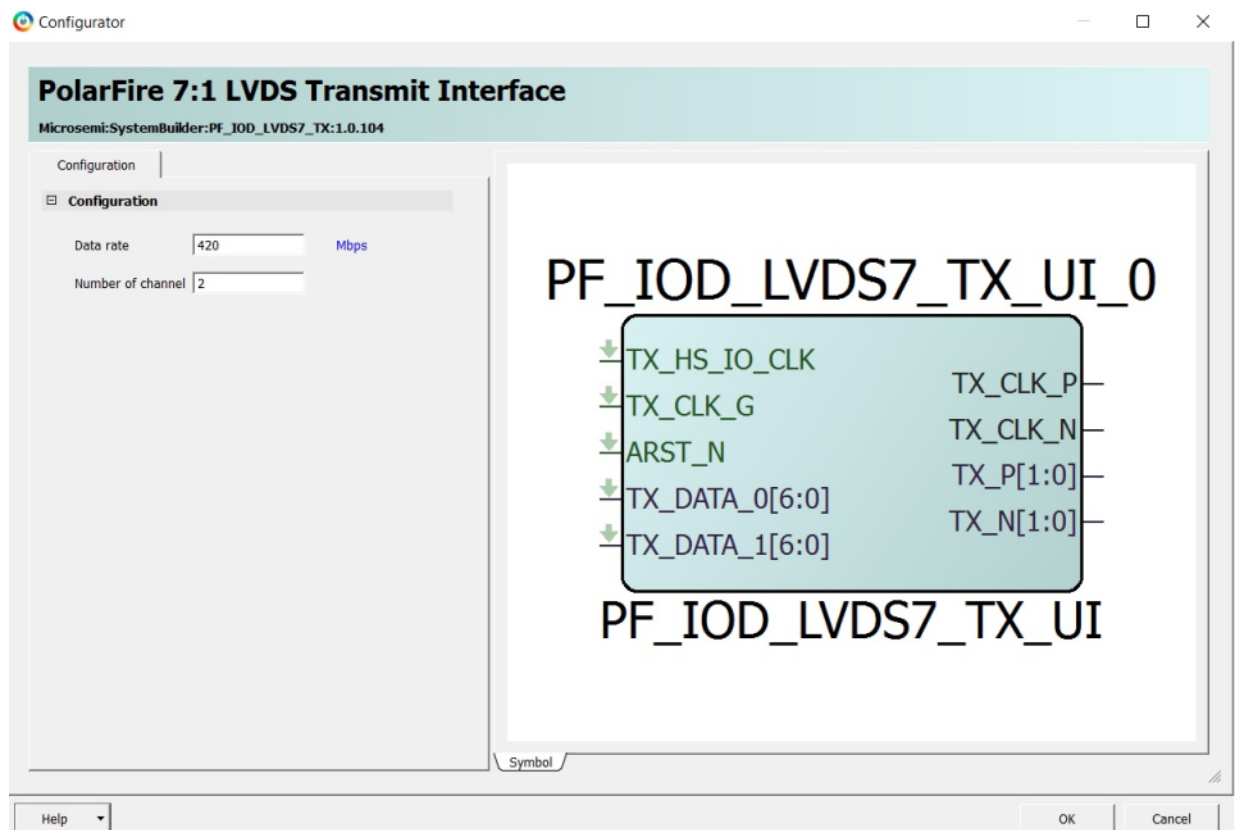 Configurator
PolarFire 7:1 LVDS Transmit Interface
Microsemi:SystemBuilder:PF_IOD_LVDS7_TX:1.0.104
Configuration
Configuration
Data rate 420 Mbps
Number of channel 2
PF_IOD_LVDS7_TX_UI_0
TX_HS_IO_CLK
TX_CLK_G
ARST_N
TX_DATA_0[6:0]
TX_DATA_1[6:0]
TX_CLK_P
TX_CLK_N
TX_P[1:0]
TX_N[1:0]
PF_IOD_LVDS7_TX_UI
Symbol
Help
OK
Cancel